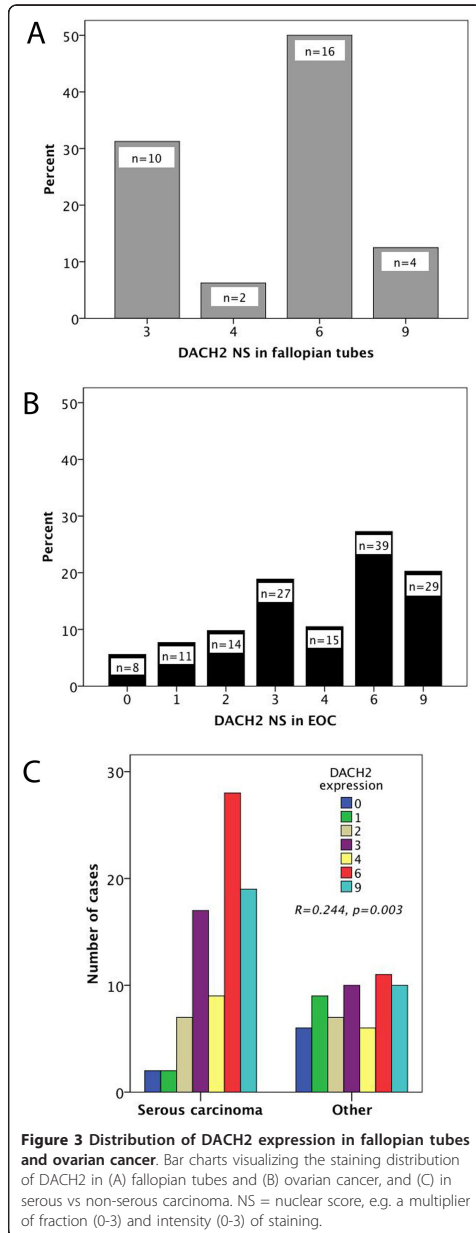 A
50
40
30
20
10
0
Percent
n=10
n=2
n=16
n=4
3 4 6 9
DACH2 NS in fallopian tubes
B
50
40
30
20
10
0
Percent
n=8
n=11
n=14
n=27
n=15
n=39
n=29
0 1 2 3 4 6 9
DACH2 NS in EOC
C
30
20
10
0
Number of cases
DACH2
expression
0
1
2
3
4
6
9
R=0.244, p=0.003
Serous carcinoma Other
Figure 3 Distribution of DACH2 expression in fallopian tubes
and ovarian cancer. Bar charts visualizing the staining distribution
of DACH2 in (A) fallopian tubes and (B) ovarian cancer, and (C) in
serous vs non-serous carcinoma. NS = nuclear score, e.g. a multiplier
of fraction (0-3) and intensity (0-3) of staining.